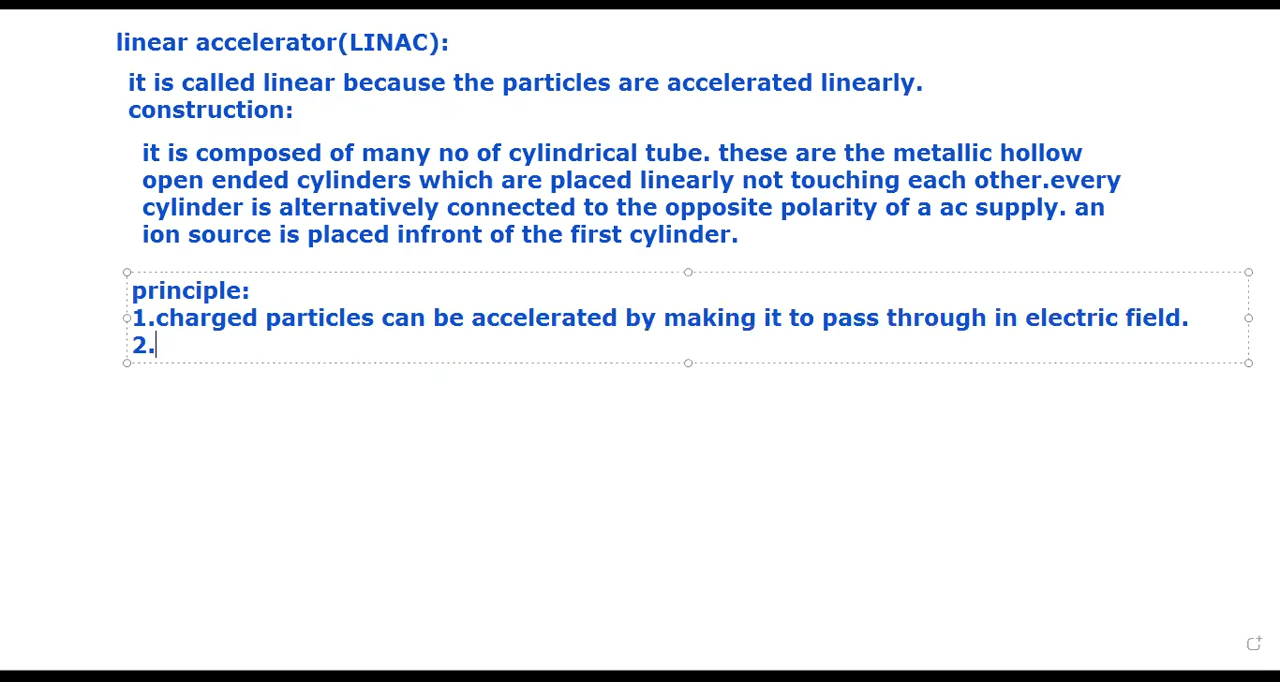 linear accelerator(LINAC):
it is called linear because the particles are accelerated linearly.
construction:
it is composed of many no of cylindrical tube. these are the metallic hollow
open ended cylinders which are placed linearly not touching each other.every
cylinder is alternatively connected to the opposite polarity of a ac supply. an
ion source is placed infront of the first cylinder.
principle:
1.charged particles can be accelerated by making it to pass through in electric field.
2.